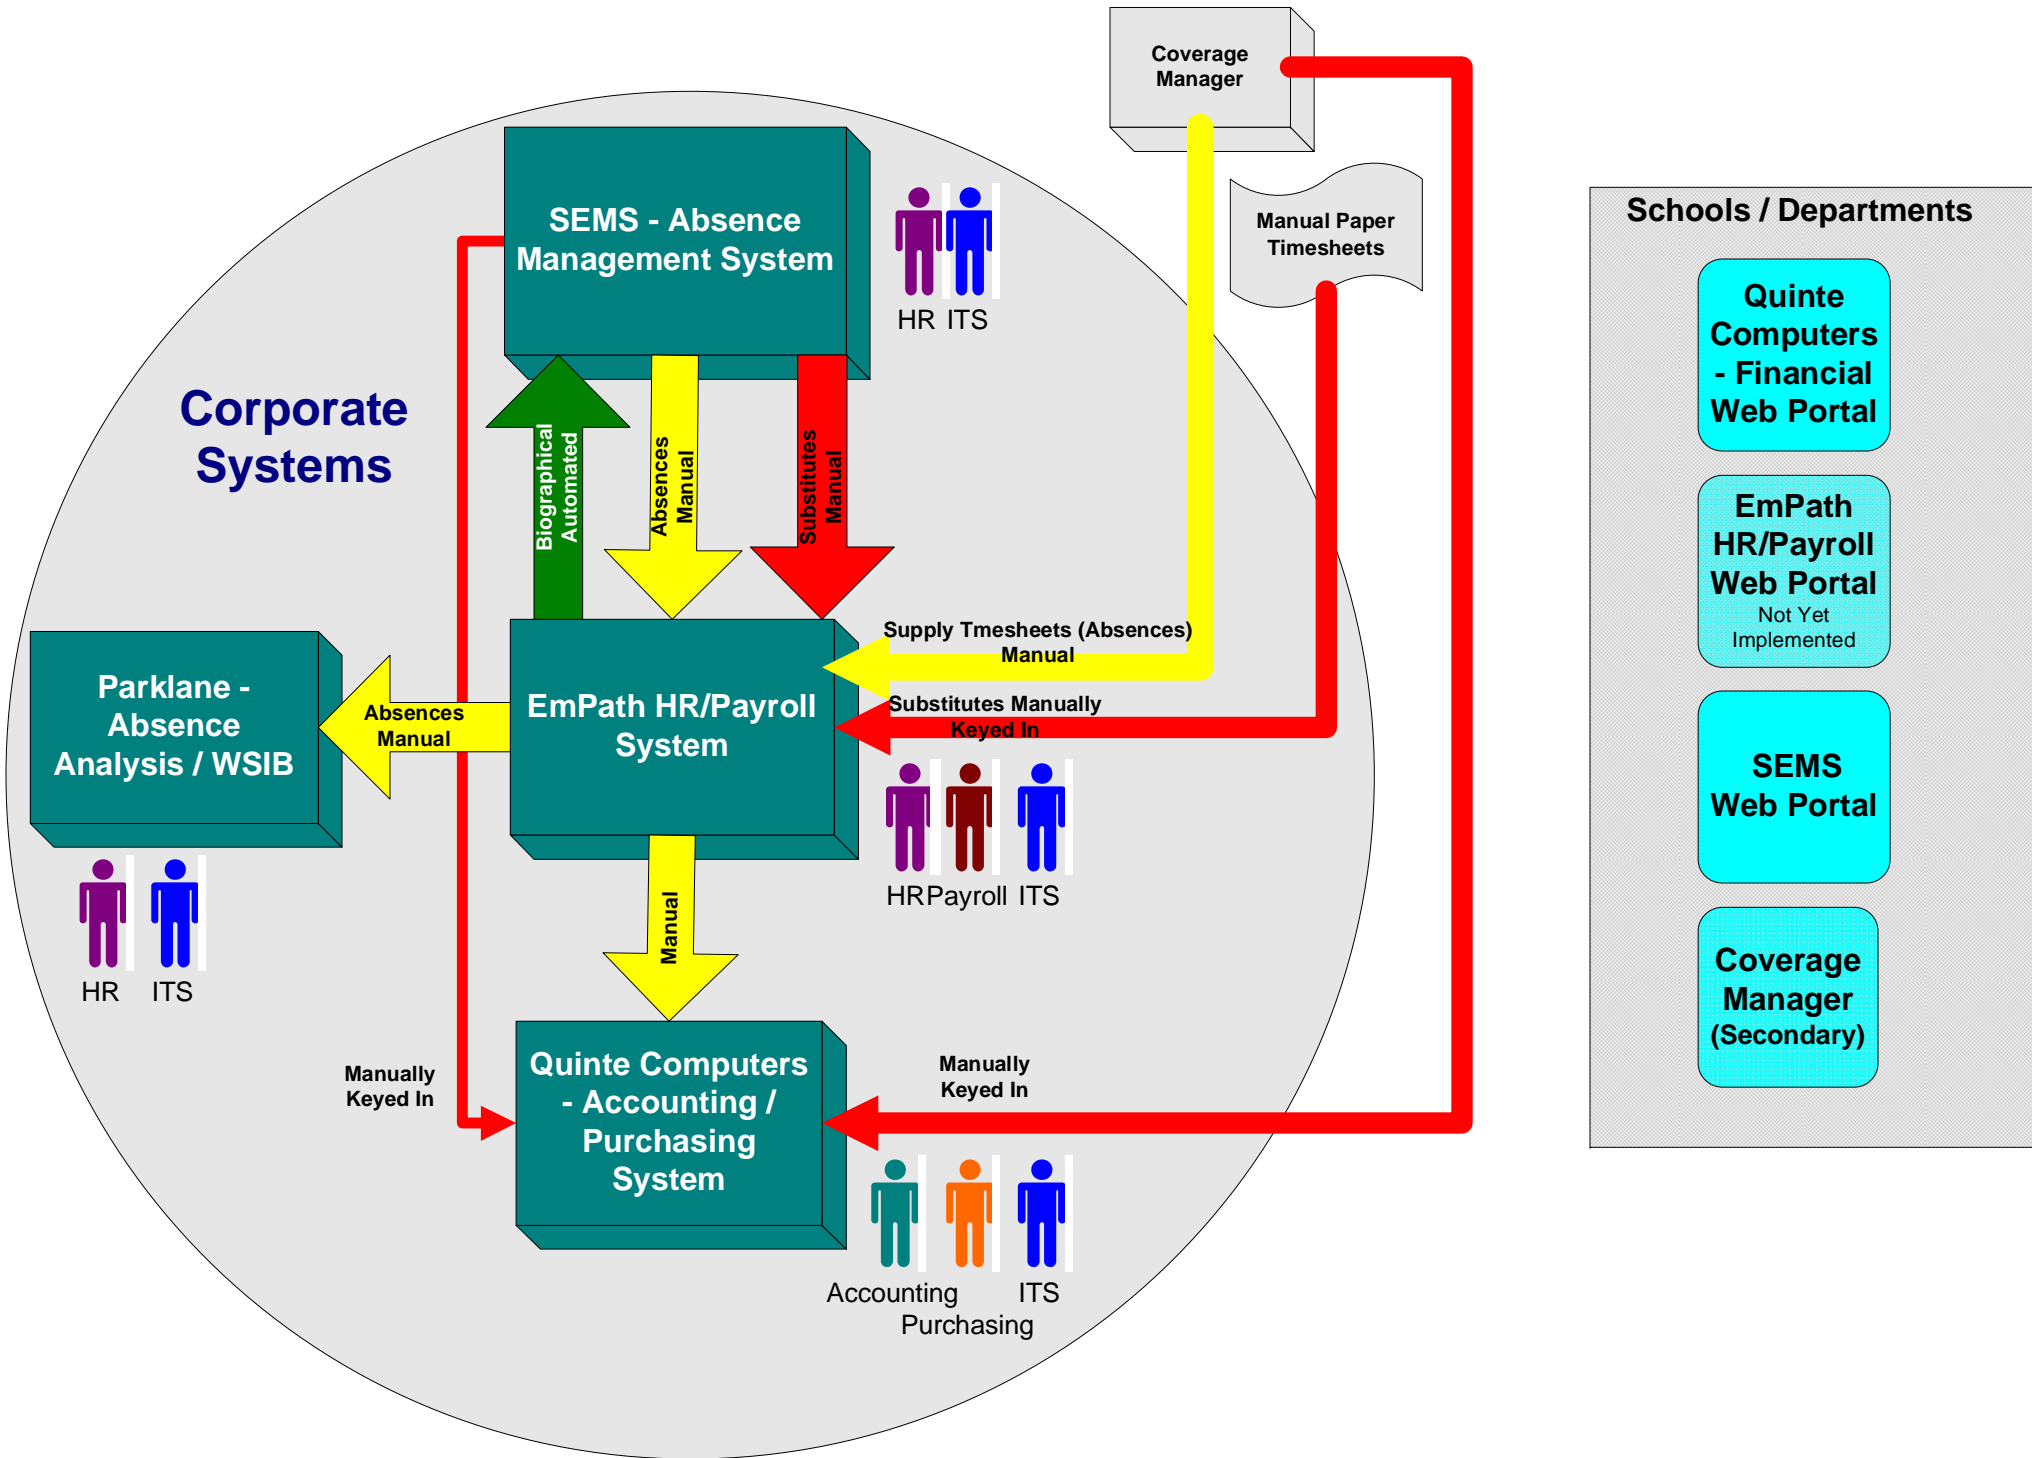 Coverage
Manager
Manual Paper
Timesheets
SEMS - Absence
Management System
HR ITS
Corporate
Systems
Biographical
Automated
Absences
Manual
Substitutes
Manual
Supply Tmesheets (Absences)
Manual
Substitutes Manually
Keyed In
Parklane -
Absence
Analysis / WSIB
Absences
Manual
EmPath HR/Payroll
System
HR Payroll ITS
HR ITS
Manual
Manually
Keyed In
Quinte Computers
- Accounting /
Purchasing
System
Manually
Keyed In
Accounting ITS
Purchasing
Schools / Departments
Quinte
Computers
- Financial
Web Portal
EmPath
HR/Payroll
Web Portal
Not Yet
Implemented
SEMS
Web Portal
Coverage
Manager
(Secondary)